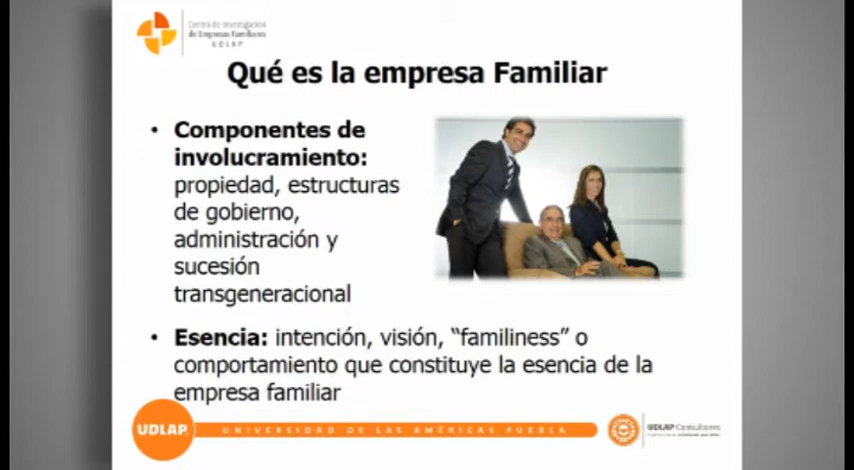 Centro de Investigación
de Empresas Familiares
UDLAP
Qué es la empresa Familiar
• Componentes de
involucramiento:
propiedad, estructuras
de gobierno,
administración y
sucesión
transgeneracional
• Esencia: intención, visión, “familiness” o
comportamiento que constituye la esencia de la
empresa familiar
UDLAP
UNIVERSIDAD DE LAS AMÉRICAS PUEBLA
UDLAP Consultores